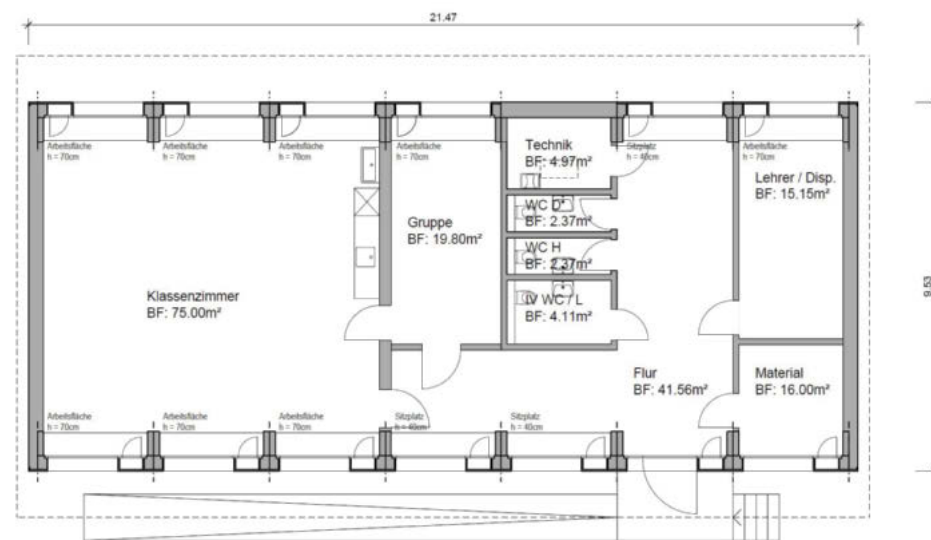 21.47
Arbeitsfläche
h = 70cm
Arbeitsfläche
h = 70cm
Arbeitsfläche
h = 70cm
Arbeitsfläche
h = 70cm
Technik
BF: 4.97m²
Sitzplatz
h = 40cm
Arbeitsfläche
h = 70cm
Lehrer / Disp.
BF: 15.15m²
WC D
BF: 2.37m²
Gruppe
BF: 19.80m²
WC H
BF: 2.37m²
9.53
Klassenzimmer
BF: 75.00m²
IV WC / L
BF: 4.11m²
Flur
BF: 41.56m²
Material
BF: 16.00m²
Arbeitsfläche
h = 70cm
Arbeitsfläche
h = 70cm
Arbeitsfläche
h = 70cm
Sitzplatz
h = 40cm
Sitzplatz
h = 40cm